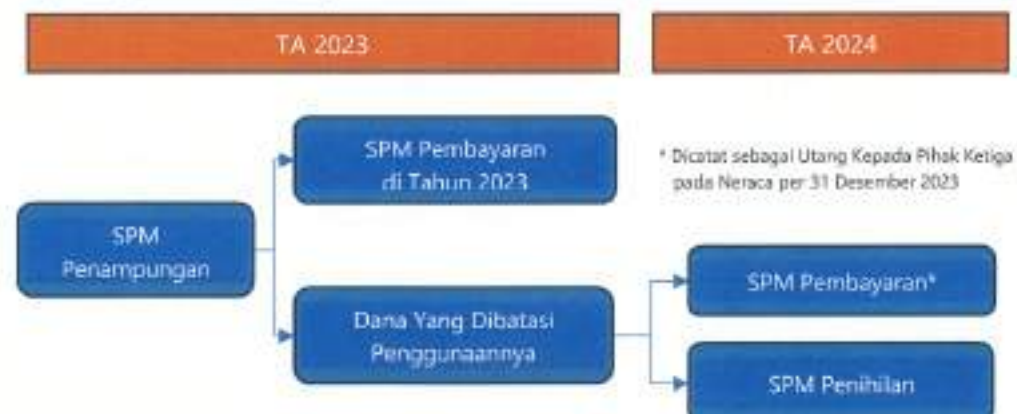 TA 2023
TA 2024
SPM Pembayaran
di Tahun 2023
* Dicatat sebagai Utang Kepada Pihak Ketiga
pada Neraca per 31 Desember 2023
SPM
Penampungan
SPM Pembayaran*
Dana Yang Dibatasi
Penggunaannya
SPM Penihilan